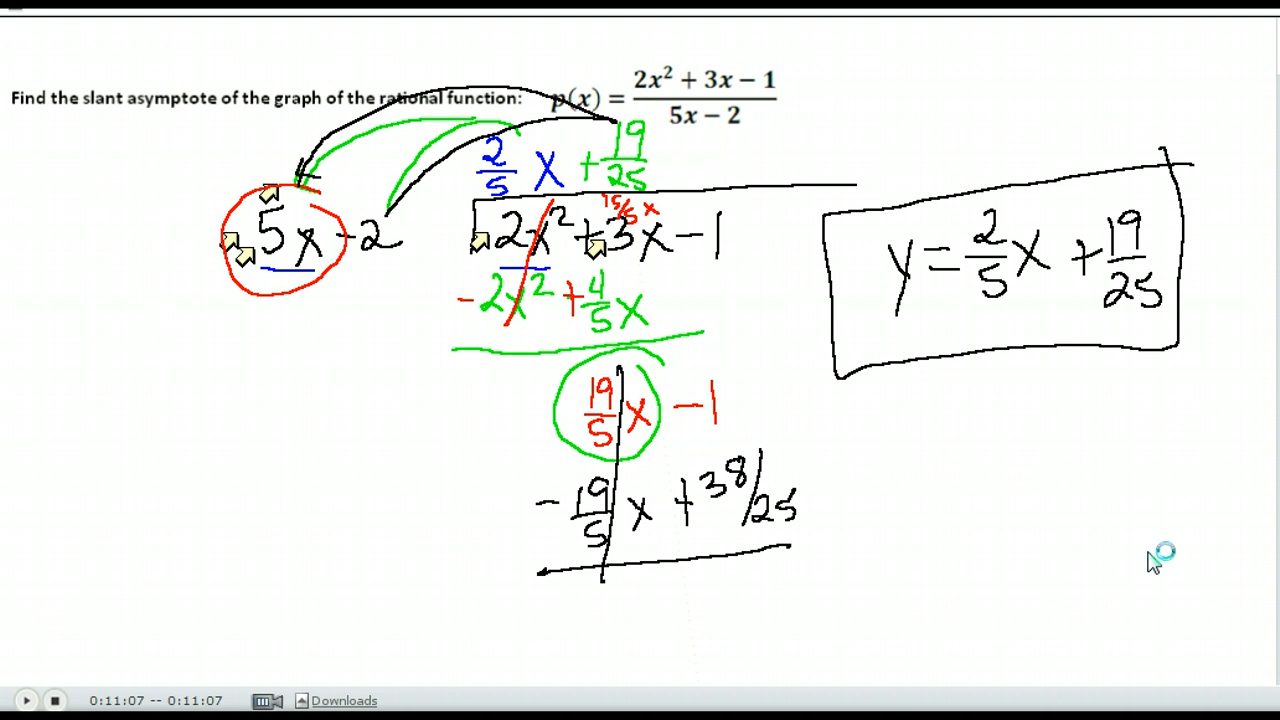 Find the slant asymptote of the graph of the rational function: p(x) = (2x² + 3x − 1)/(5x − 2)
2/5 x + 19/25
15/5 x
5x − 2 2x² + 3x − 1
y = 2/5 x + 19/25
- 2x² + 4/5 x
19/5 x − 1
- 19/5 x + 38/25
0:11:07 -- 0:11:07 Downloads